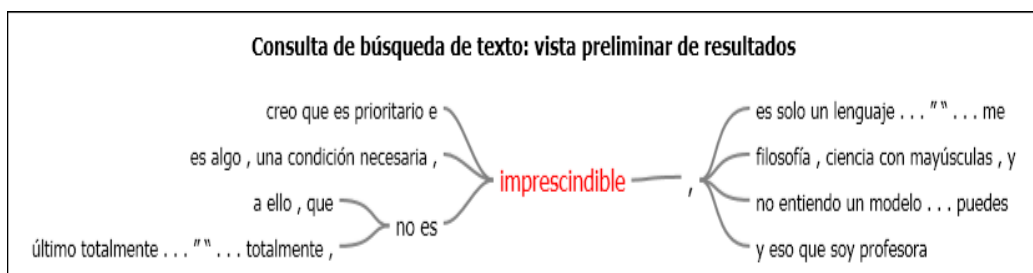 Consulta de búsqueda de texto: vista preliminar de resultados
creo que es prioritario e
es algo , una condición necesaria ,
a ello , que
último totalmente . . . ” “ . . . totalmente ,
no es
imprescindible
,
es solo un lenguaje . . . ” “ . . . me
filosofía , ciencia con mayúsculas , y
no entiendo un modelo . . . puedes
y eso que soy profesora